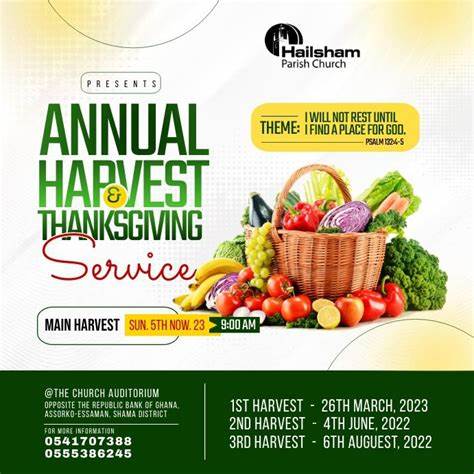 Hailsham
Parish Church
PRESENTS
ANNUAL
HARVEST
&
THANKSGIVING
Service
THEME: I WILL NOT REST UNTIL
I FIND A PLACE FOR GOD.
PSALM 132:4-5
MAIN HARVEST SUN. 5TH NOW. 23 9:00 AM
@THE CHURCH AUDITORIUM
OPPOSITE THE REPUBLIC BANK OF GHANA,
ASSORKO-ESSAMAN, SHAMA DISTRICT
FOR MORE INFORMATION
0541707388
0555386245
1ST HARVEST - 26TH MARCH, 2023
2ND HARVEST - 4TH JUNE, 2022
3RD HARVEST - 6TH AUGUEST, 2022